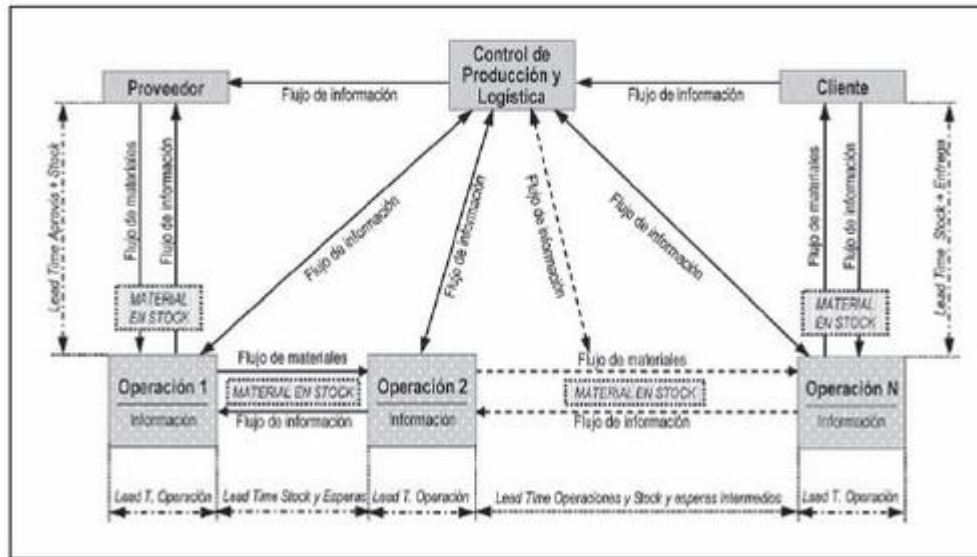 Control de
Producción y
Logística
Proveedor
Flujo de información
Flujo de información
Cliente
Lead Time Aprovis + Stock
Flujo de materiales
Flujo de información
Flujo de información
Flujo de información
Flujo de
información
Flujo de información
Flujo de materiales
Flujo de información
Lead Time Stock + Entrega
MATERIAL
EN STOCK
MATERIAL
EN STOCK
Operación 1
Información
Flujo de materiales
MATERIAL EN STOCK
Flujo de información
Operación 2
Información
Flujo de materiales
MATERIAL EN STOCK
Flujo de información
Operación N
Información
Lead T. Operación
Lead Time Stock y Esperas
Lead T. Operación
Lead Time Operaciones y Stock y esperas intermedios
Lead T. Operación